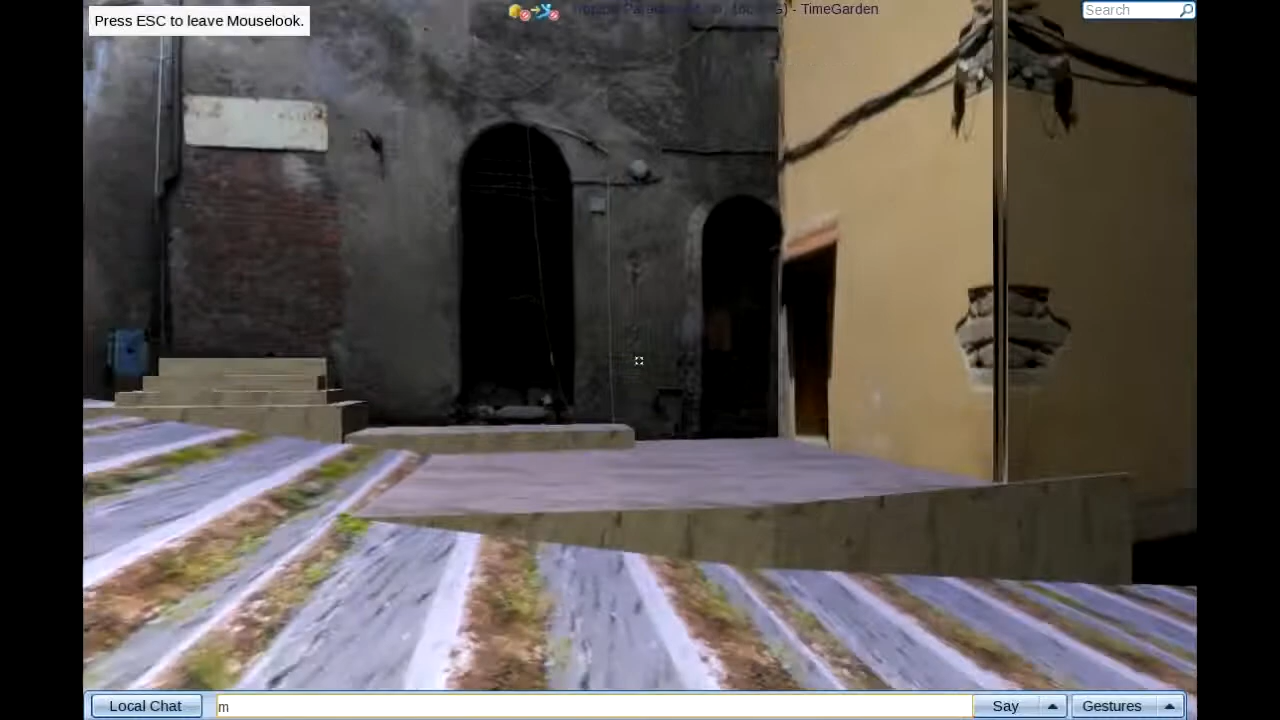 Press ESC to leave Mouselook.
- TimeGarden
Search
Local Chat
m
Say
Gestures